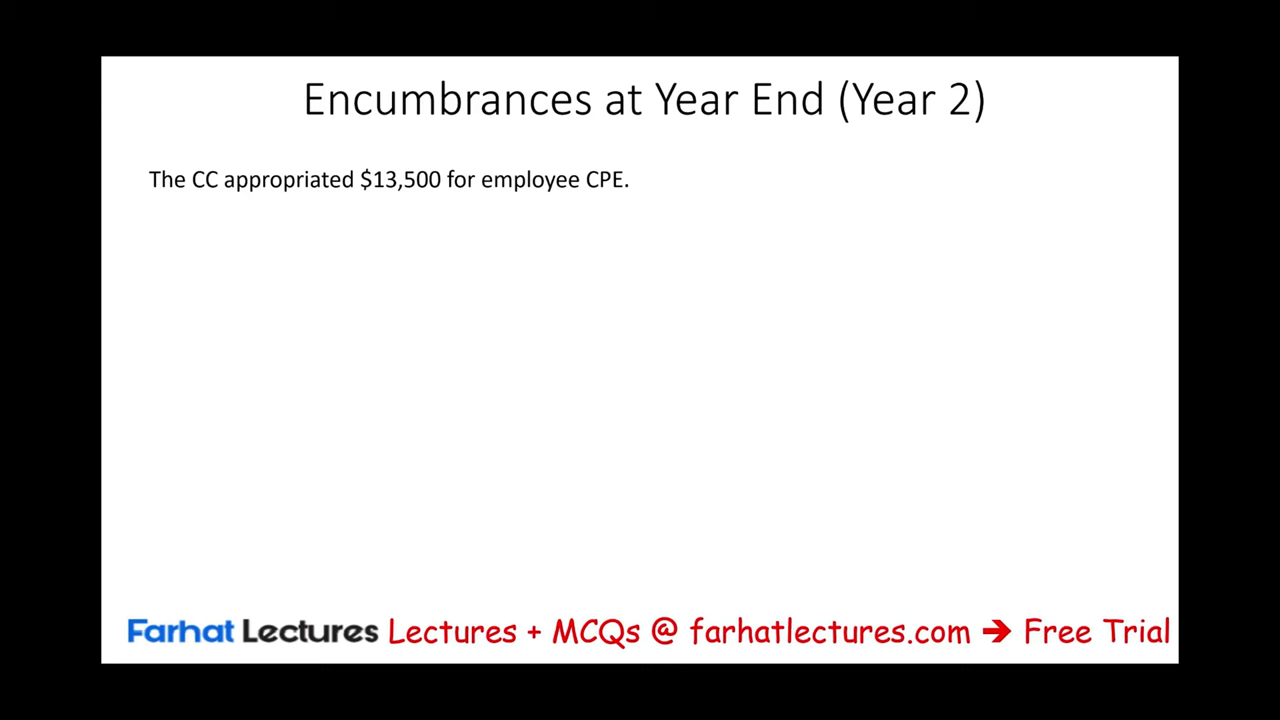 Encumbrances at Year End (Year 2)
The CC appropriated $13,500 for employee CPE.
Farhat Lectures Lectures + MCQs @ farhatlectures.com ➔ Free Trial